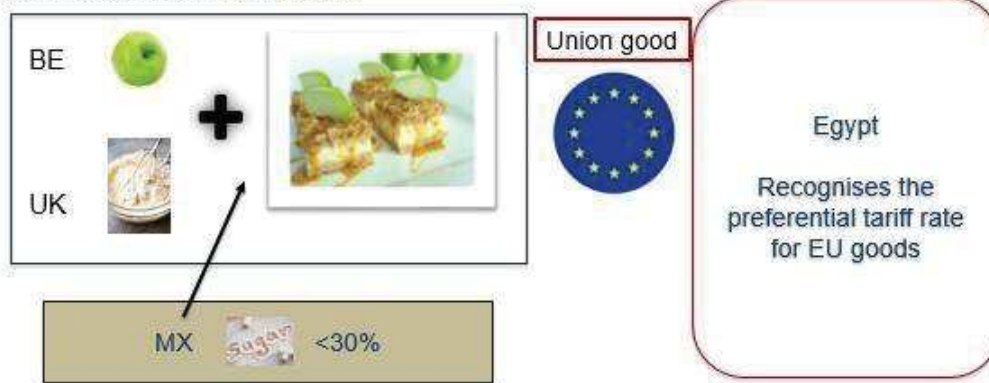 BE
UK
Union good
Egypt
Recognises the
preferential tariff rate
for EU goods
MX
sugar
<30%